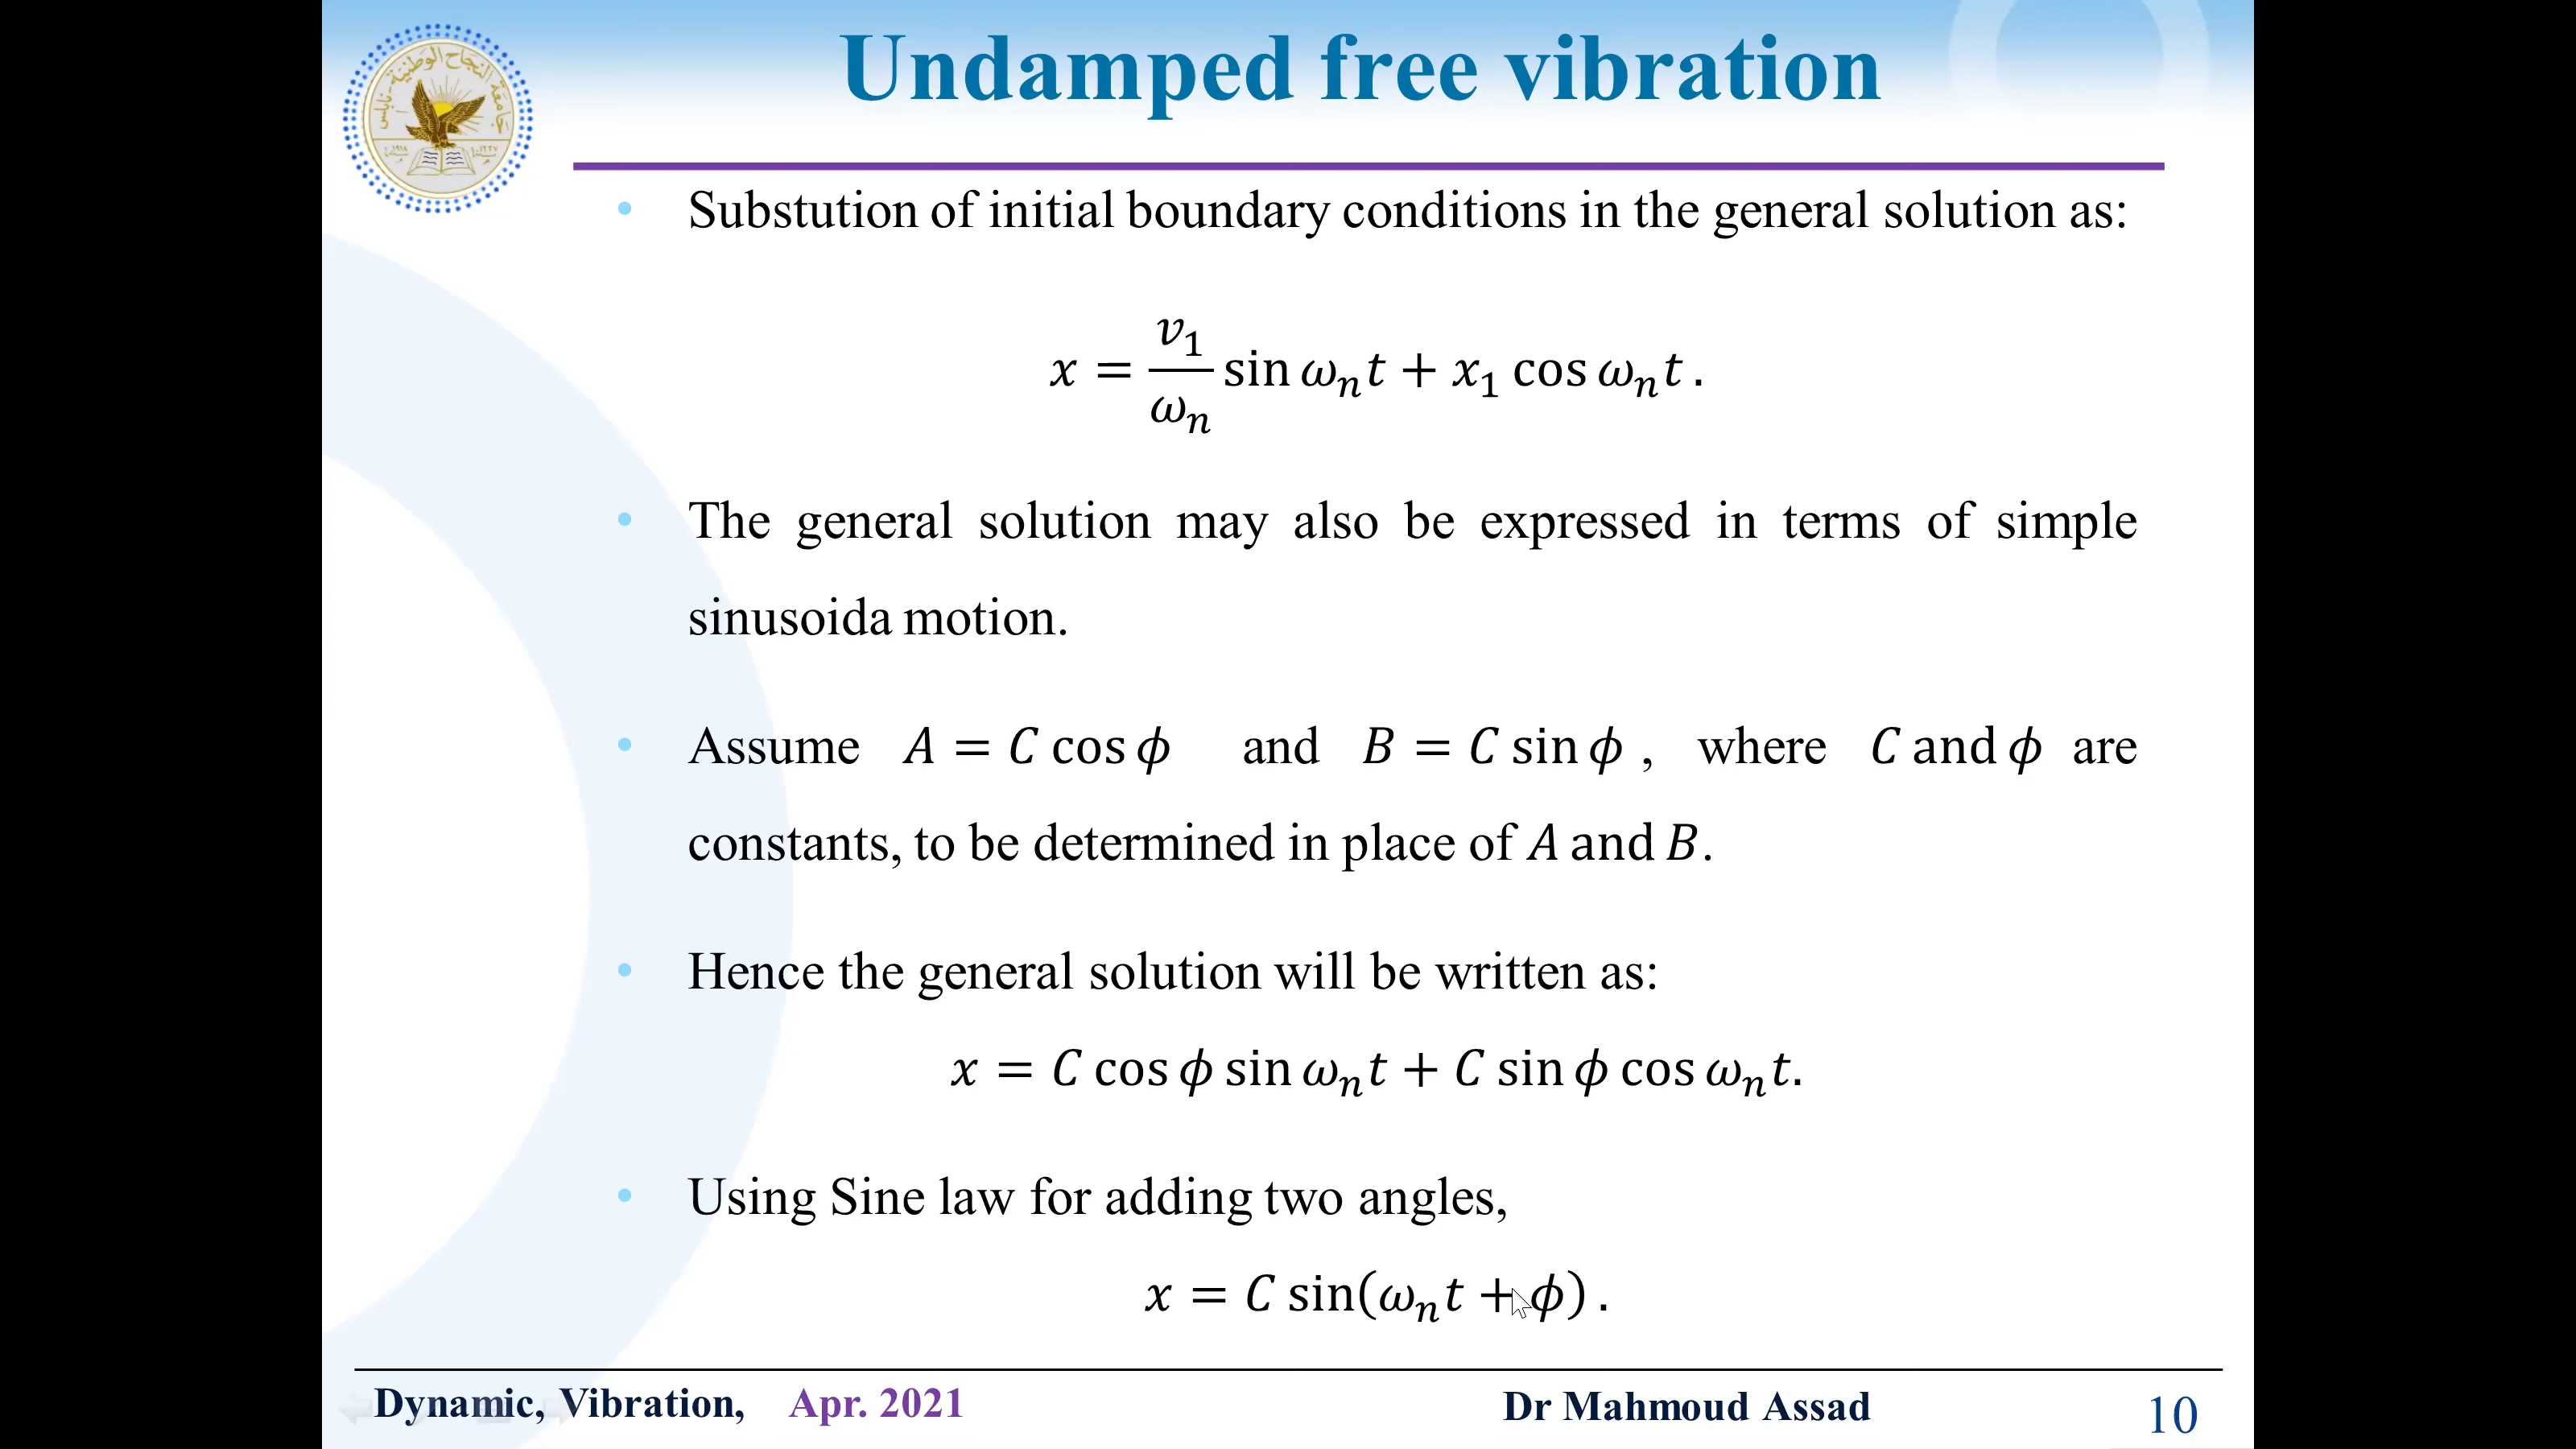 Undamped free vibration
جامعة النجاح الوطنية - نابلس
• Substution of initial boundary conditions in the general solution as:
x = v₁/ωₙ sin ωₙt + x₁ cos ωₙt .
• The general solution may also be expressed in terms of simple
sinusoida motion.
• Assume A = C cos ϕ and B = C sin ϕ , where C and ϕ are
constants, to be determined in place of A and B.
• Hence the general solution will be written as:
x = C cos ϕ sin ωₙt + C sin ϕ cos ωₙt.
• Using Sine law for adding two angles,
x = C sin(ωₙt + ϕ) .
Dynamic, Vibration, Apr. 2021 Dr Mahmoud Assad 10